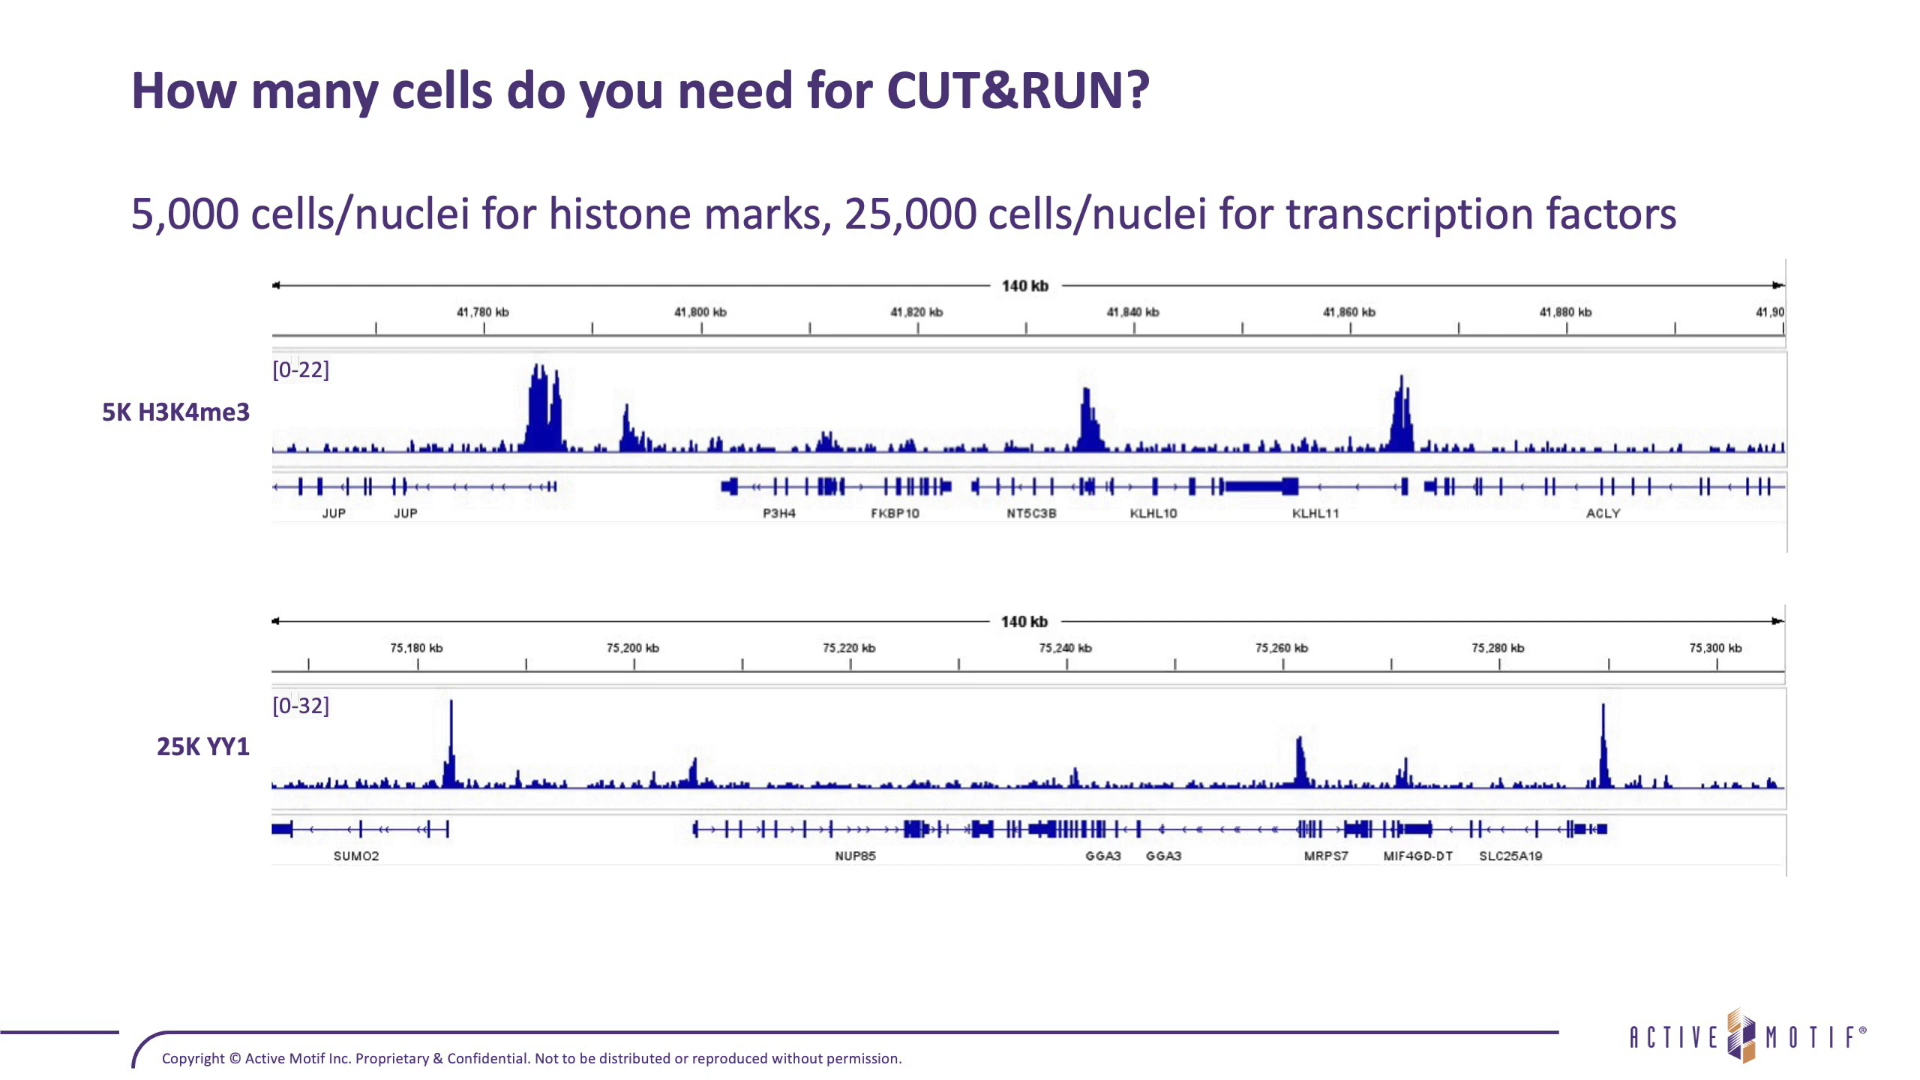 How many cells do you need for CUT&RUN?
5,000 cells/nuclei for histone marks, 25,000 cells/nuclei for transcription factors
140 kb
41,780 kb 41,800 kb 41,820 kb 41,840 kb 41,860 kb 41,880 kb 41,90
[0-22]
5K H3K4me3
JUP JUP P3H4 FKBP10 NT5C3B KLHL10 KLHL11 ACLY
140 kb
75,180 kb 75,200 kb 75,220 kb 75,240 kb 75,260 kb 75,280 kb 75,300 kb
[0-32]
25K YY1
SUMO2 NUP85 GGA3 GGA3 MRPS7 MIF4GD-DT SLC25A19
Copyright © Active Motif Inc. Proprietary & Confidential. Not to be distributed or reproduced without permission.
ACTIVE MOTIF®